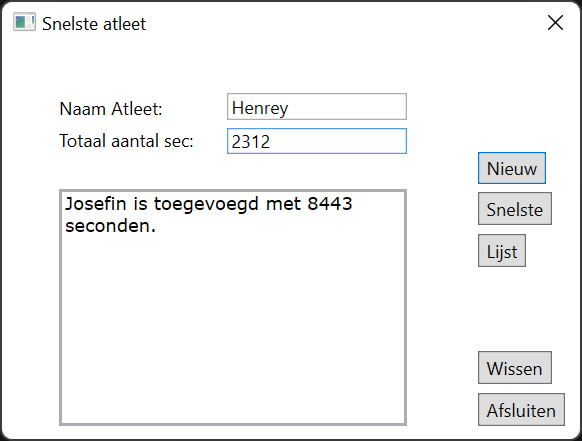 Snelste atleet
Naam Atleet: Henrey
Totaal aantal sec: 2312
Nieuw
Josefin is toegevoegd met 8443
seconden.
Snelste
Lijst
Wissen
Afsluiten